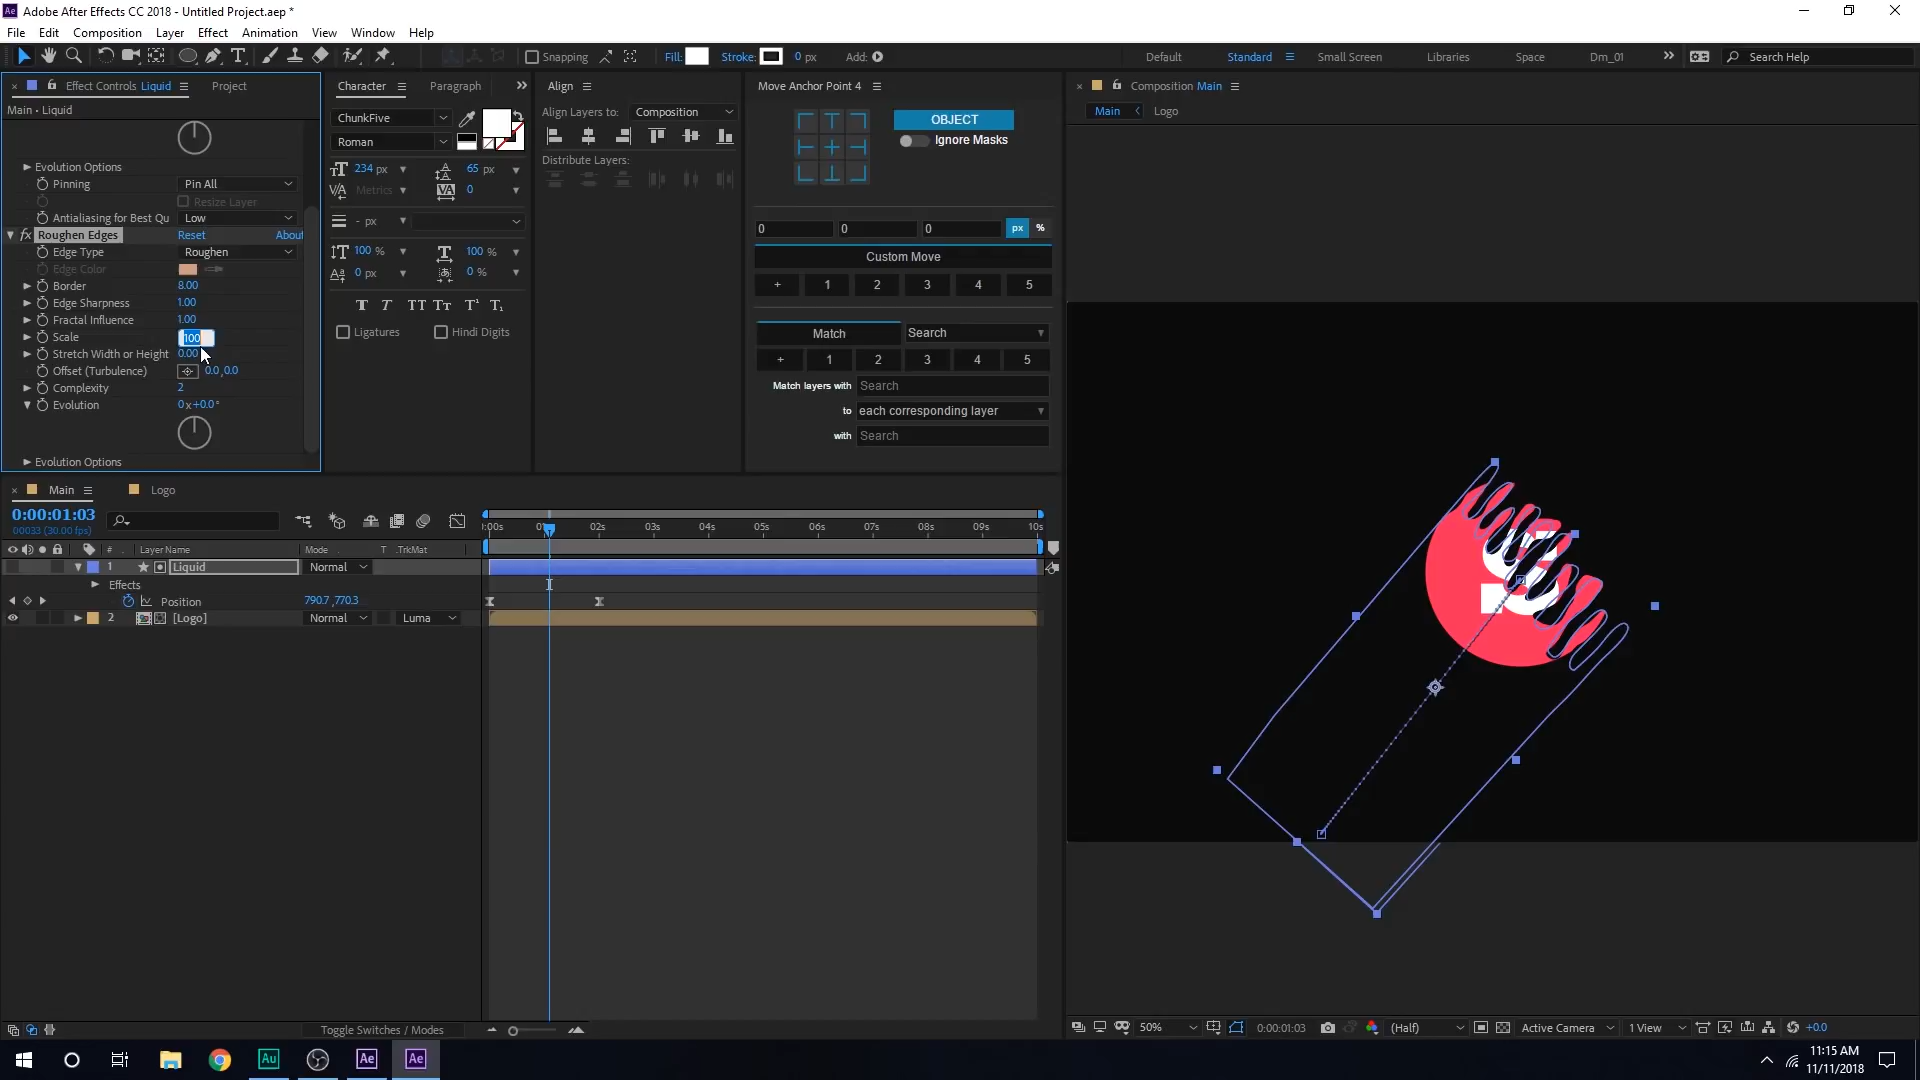 Adobe After Effects CC 2018 - Untitled Project.aep *
File Edit Composition Layer Effect Animation View Window Help
Snapping Fill: Stroke: 0 px Add: Default Standard Small Screen Libraries Space Dm_01 Search Help
Effect Controls Liquid Project
Main • Liquid
Evolution Options
Pinning Pin All
Resize Layer
Antialiasing for Best Qu Low
fx Roughen Edges Reset About
Edge Type Roughen
Edge Color
Border 8.00
Edge Sharpness 1.00
Fractal Influence 1.00
Scale 100
Stretch Width or Height 0.00
Offset (Turbulence) 0.0,0.0
Complexity 2
Evolution 0x+0.0°
Evolution Options
Character Paragraph
ChunkFive
Roman
234 px 65 px
Metrics 0
- px
100 % 100 %
0 px 0 %
Ligatures Hindi Digits
Align
Align Layers to: Composition
Distribute Layers:
Move Anchor Point 4
OBJECT
Ignore Masks
0 0 0 px %
Custom Move
+ 1 2 3 4 5
Match Search
+ 1 2 3 4 5
Match layers with Search
to each corresponding layer
with Search
Composition Main
Main Logo
Main Logo
0:00:01:03
00033 (30.00 fps)
:00s 02s 03s 04s 05s 06s 07s 08s 09s 10s
# Layer Name Mode T .TrkMat
1 Liquid Normal
Effects
Position 790.7,770.3
2 [Logo] Normal Luma
Toggle Switches / Modes
50% 0:00:01:03 (Half) Active Camera 1 View +0.0
Au Ae Ae
11:15 AM
11/11/2018